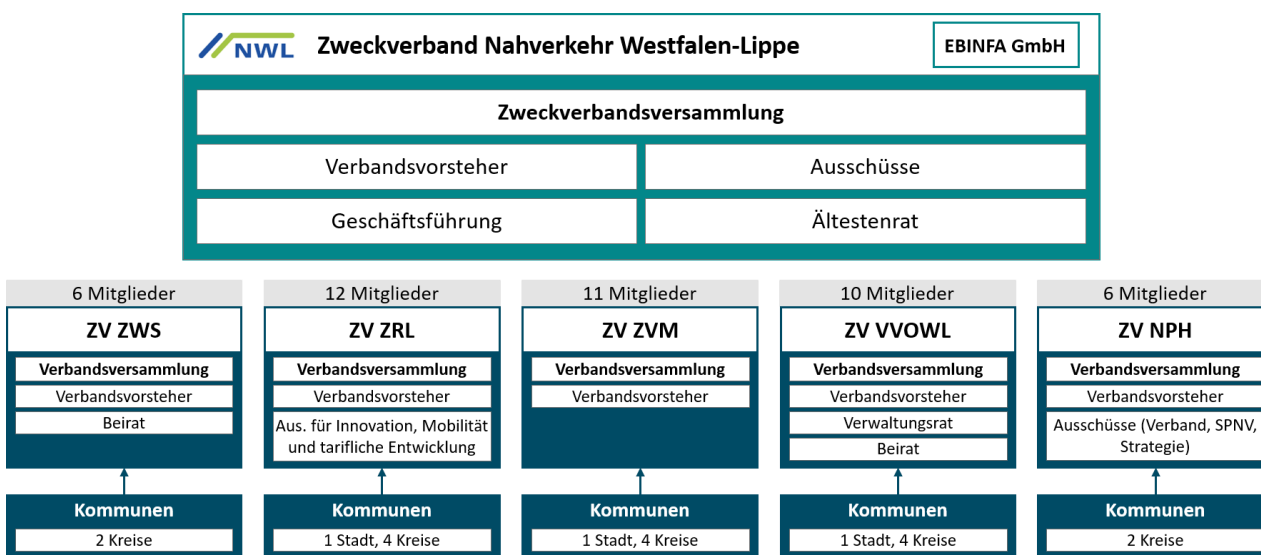 NWL Zweckverband Nahverkehr Westfalen-Lippe
EBINFA GmbH
Zweckverbandsversammlung
Verbandsvorsteher
Ausschüsse
Geschäftsführung
Ältestenrat
6 Mitglieder
ZV ZWS
Verbandsversammlung
Verbandsvorsteher
Beirat
Kommunen
2 Kreise
12 Mitglieder
ZV ZRL
Verbandsversammlung
Verbandsvorsteher
Aus. für Innovation, Mobilität
und tarifliche Entwicklung
Kommunen
1 Stadt, 4 Kreise
11 Mitglieder
ZV ZVM
Verbandsversammlung
Verbandsvorsteher
Kommunen
1 Stadt, 4 Kreise
10 Mitglieder
ZV VVOWL
Verbandsversammlung
Verbandsvorsteher
Verwaltungsrat
Beirat
Kommunen
1 Stadt, 4 Kreise
6 Mitglieder
ZV NPH
Verbandsversammlung
Verbandsvorsteher
Ausschüsse (Verband, SPNV,
Strategie)
Kommunen
2 Kreise